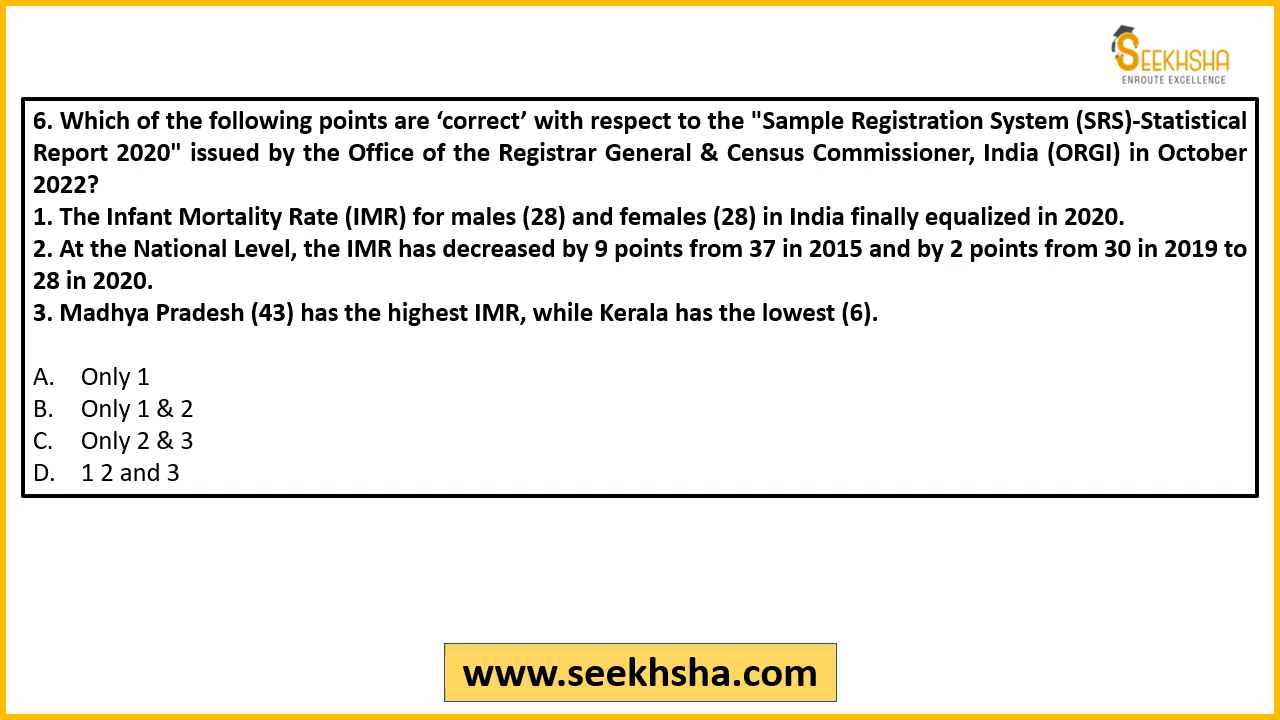 SEEKHSHA
ENROUTE EXCELLENCE
6. Which of the following points are ‘correct’ with respect to the "Sample Registration System (SRS)-Statistical
Report 2020" issued by the Office of the Registrar General & Census Commissioner, India (ORGI) in October
2022?
1. The Infant Mortality Rate (IMR) for males (28) and females (28) in India finally equalized in 2020.
2. At the National Level, the IMR has decreased by 9 points from 37 in 2015 and by 2 points from 30 in 2019 to
28 in 2020.
3. Madhya Pradesh (43) has the highest IMR, while Kerala has the lowest (6).
A. Only 1
B. Only 1 & 2
C. Only 2 & 3
D. 1 2 and 3
www.seekhsha.com